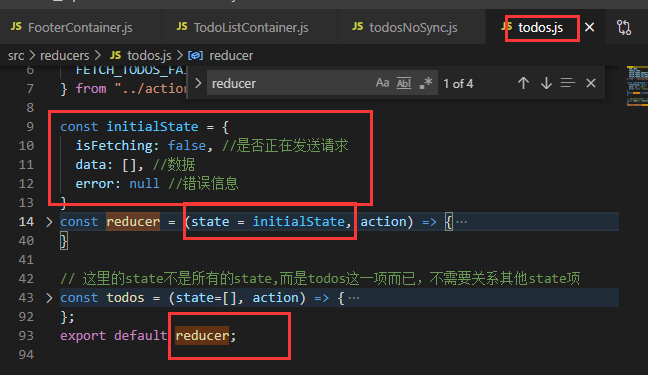 FooterContainer.js TodoListContainer.js todosNoSync.js JS todos.js
src > reducers > JS todos.js > reducer
6 FETCH_TODOS_FA
reducer Aa Abl .* 1 of 4
7 } from "../action
8
9 const initialState = {
10 isFetching: false, //是否正在发送请求
11 data: [], //数据
12 error: null //错误信息
13 }
14 const reducer = (state = initialState, action) => {···
40 }
41
42 // 这里的state不是所有的state,而是todos这一项而已，不需要关系其他state项
43 const todos = (state=[], action) => {···
92 };
93 export default reducer;
94